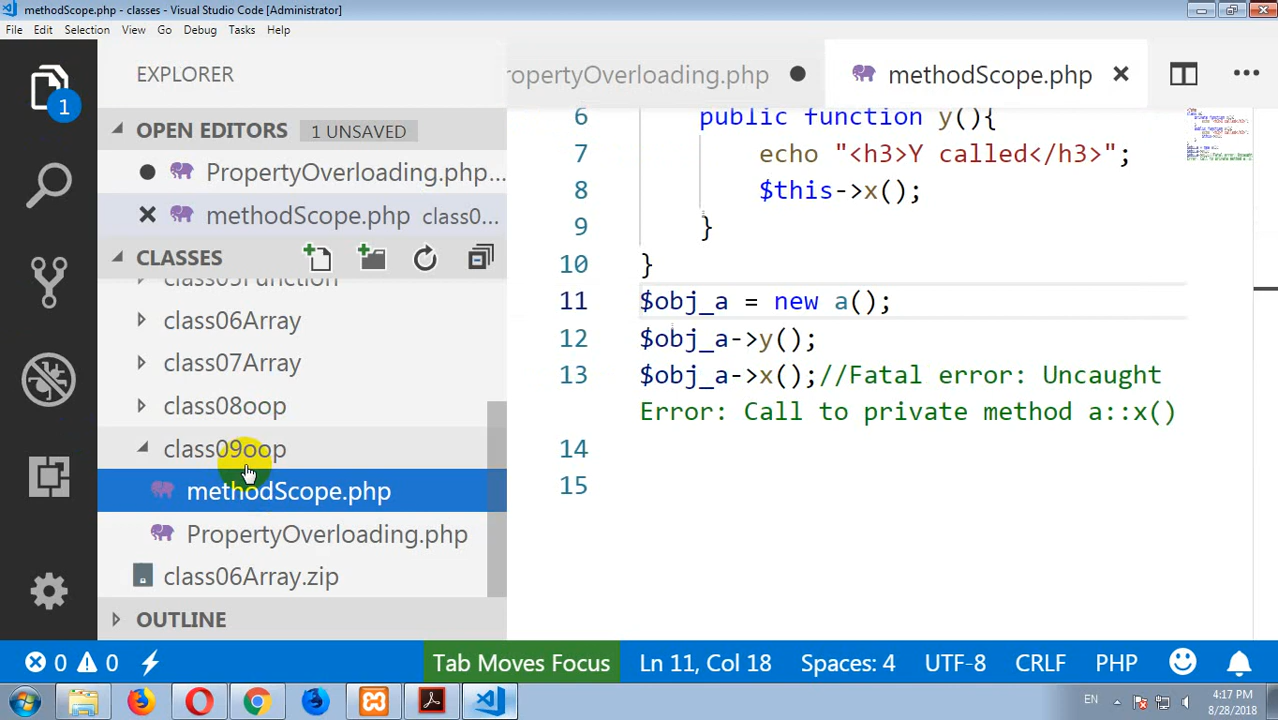 methodScope.php - classes - Visual Studio Code [Administrator]
File Edit Selection View Go Debug Tasks Help
EXPLORER
ropertyOverloading.php
methodScope.php
1
OPEN EDITORS 1 UNSAVED
PropertyOverloading.php...
methodScope.php class0...
CLASSES
class05Function
class06Array
class07Array
class08oop
class09oop
methodScope.php
PropertyOverloading.php
class06Array.zip
OUTLINE
6 public function y(){
7 echo "<h3>Y called</h3>";
8 $this->x();
9 }
10 }
11 $obj_a = new a();
12 $obj_a->y();
13 $obj_a->x();//Fatal error: Uncaught
Error: Call to private method a::x()
14
15
0 0 Tab Moves Focus Ln 11, Col 18 Spaces: 4 UTF-8 CRLF PHP
EN 4:17 PM
8/28/2018